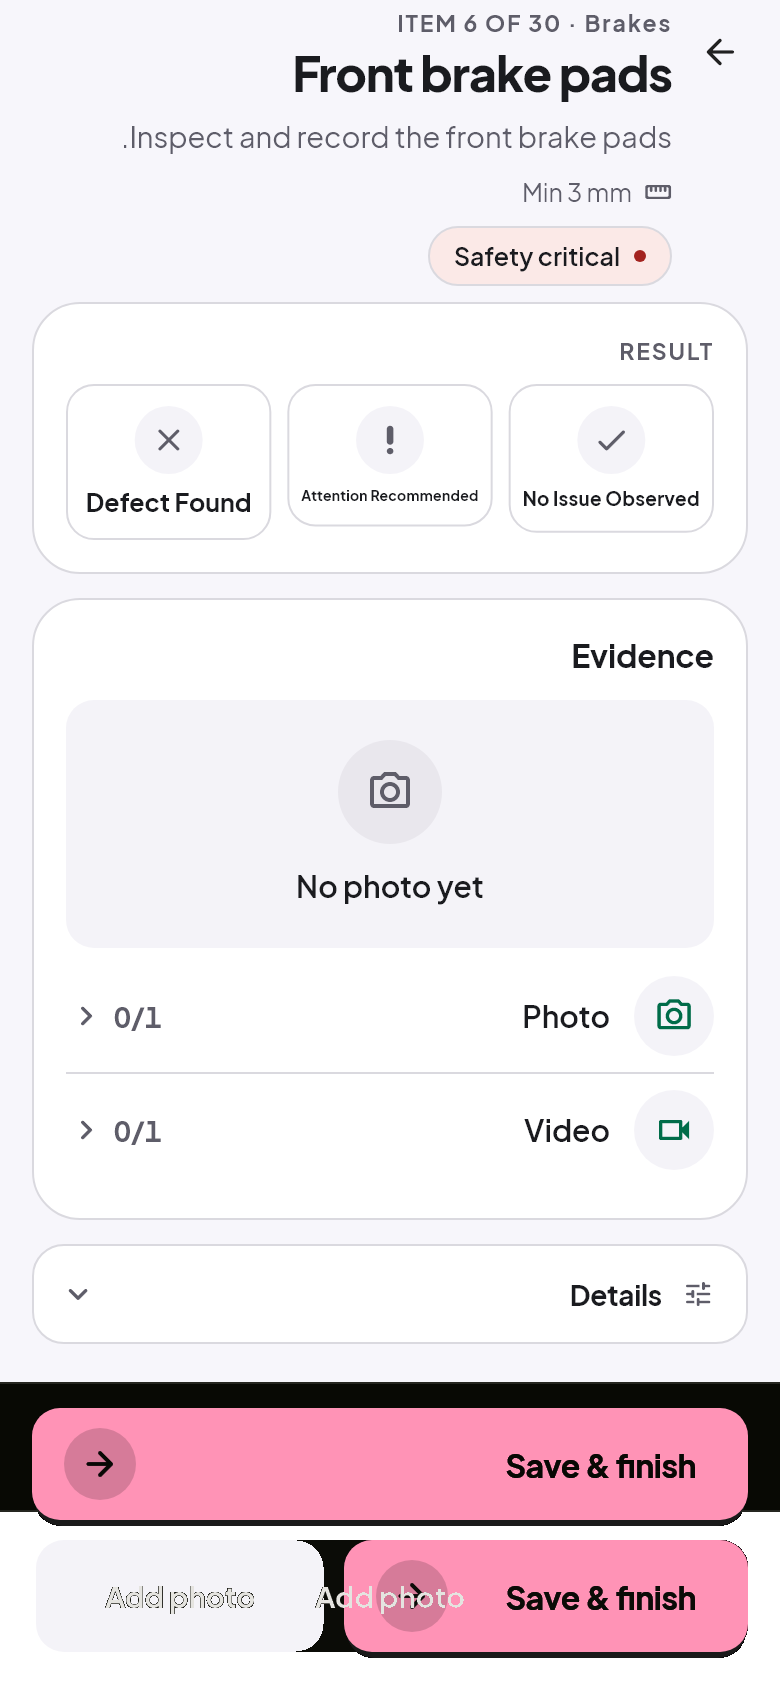 ITEM 6 OF 30 · Brakes
Front brake pads
.Inspect and record the front brake pads
Min 3 mm
Safety critical
RESULT
No Issue Observed
Attention Recommended
Defect Found
Evidence
No photo yet
Photo 0/1
Video 0/1
Details
Save & finish
Save & finish
Add photo
Add photo